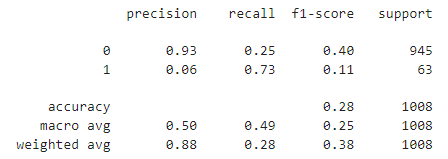 precision recall f1-score support
0 0.93 0.25 0.40 945
1 0.06 0.73 0.11 63
accuracy 0.28 1008
macro avg 0.50 0.49 0.25 1008
weighted avg 0.88 0.28 0.38 1008